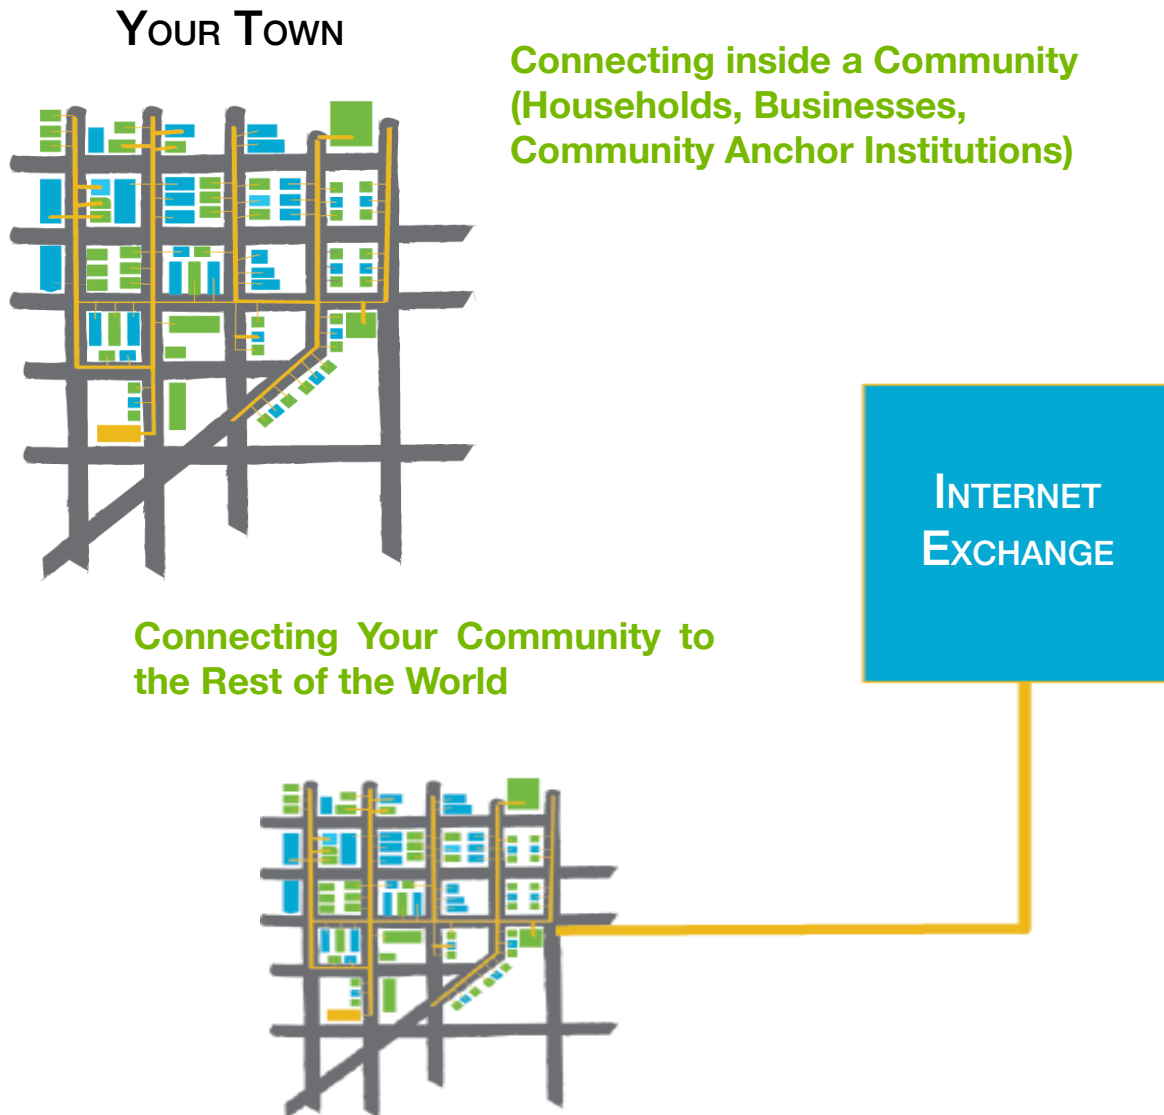 Your Town
Connecting inside a Community
(Households, Businesses,
Community Anchor Institutions)
Internet
Exchange
Connecting Your Community to
the Rest of the World